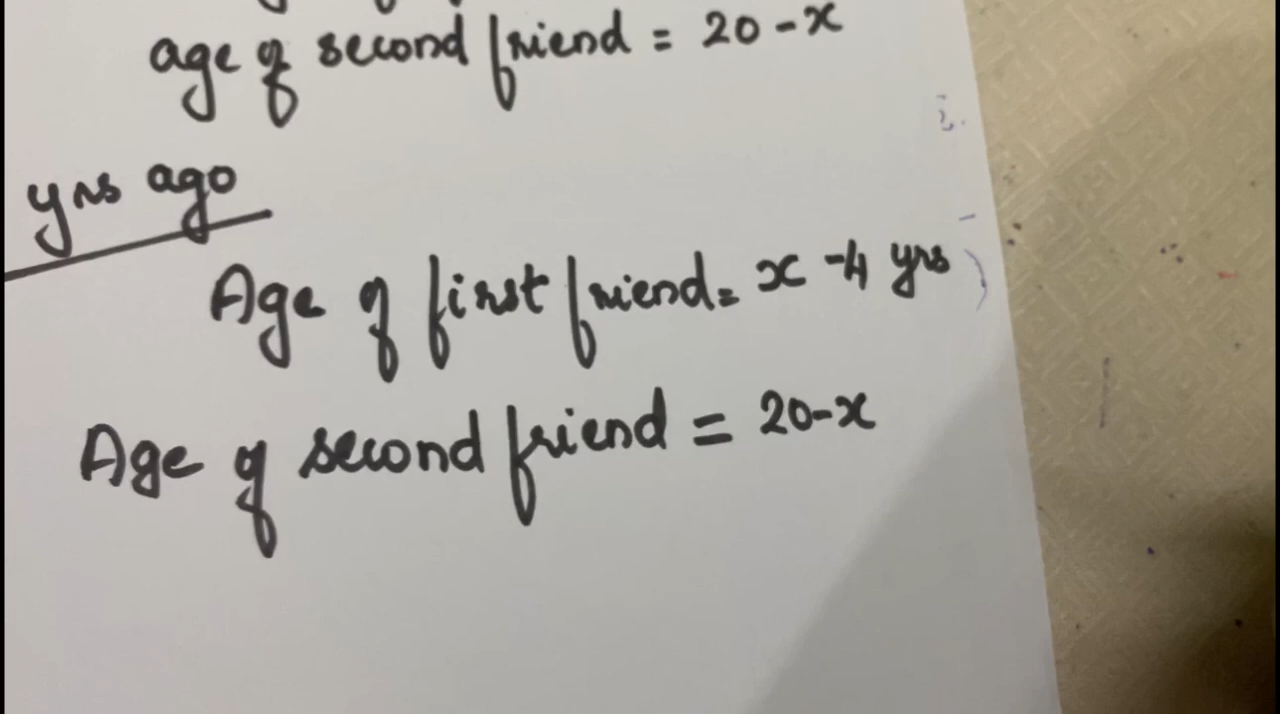 age of second friend = 20 - x
yrs ago
Age of first friend = x - 4 yrs
Age of second friend = 20 - x